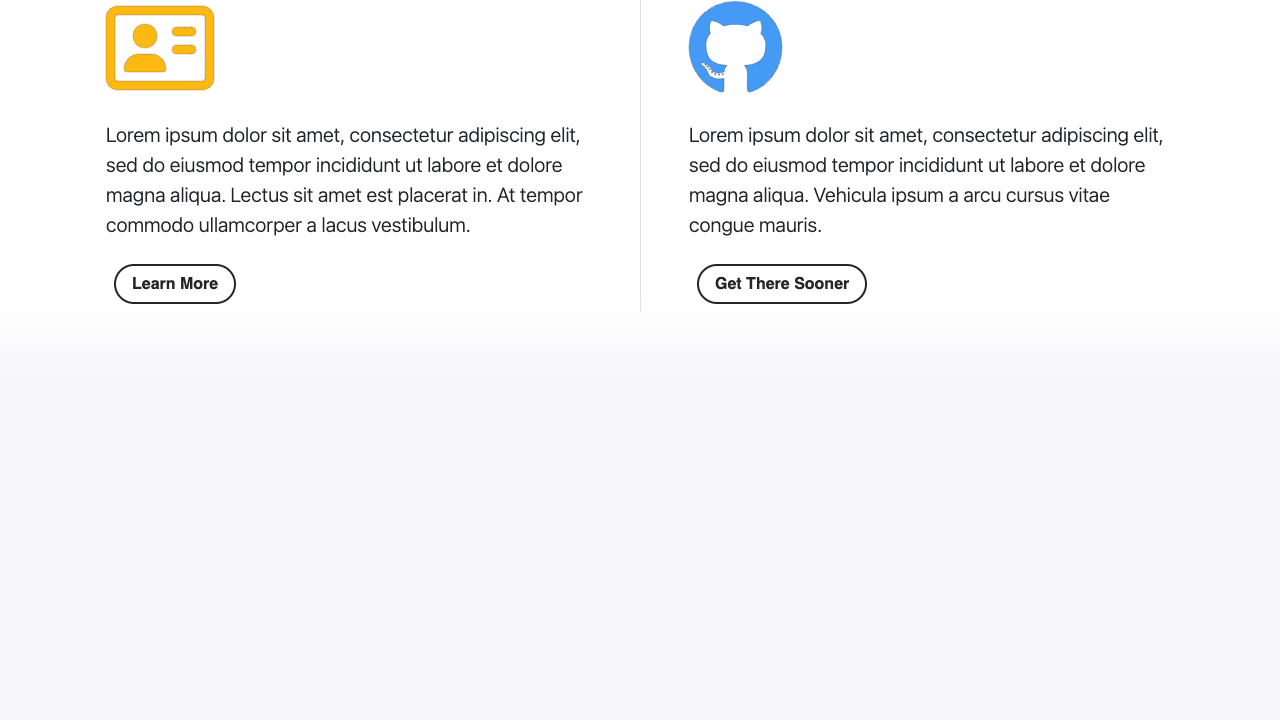 Lorem ipsum dolor sit amet, consectetur adipiscing elit,
sed do eiusmod tempor incididunt ut labore et dolore
magna aliqua. Lectus sit amet est placerat in. At tempor
commodo ullamcorper a lacus vestibulum.
Learn More
Lorem ipsum dolor sit amet, consectetur adipiscing elit,
sed do eiusmod tempor incididunt ut labore et dolore
magna aliqua. Vehicula ipsum a arcu cursus vitae
congue mauris.
Get There Sooner